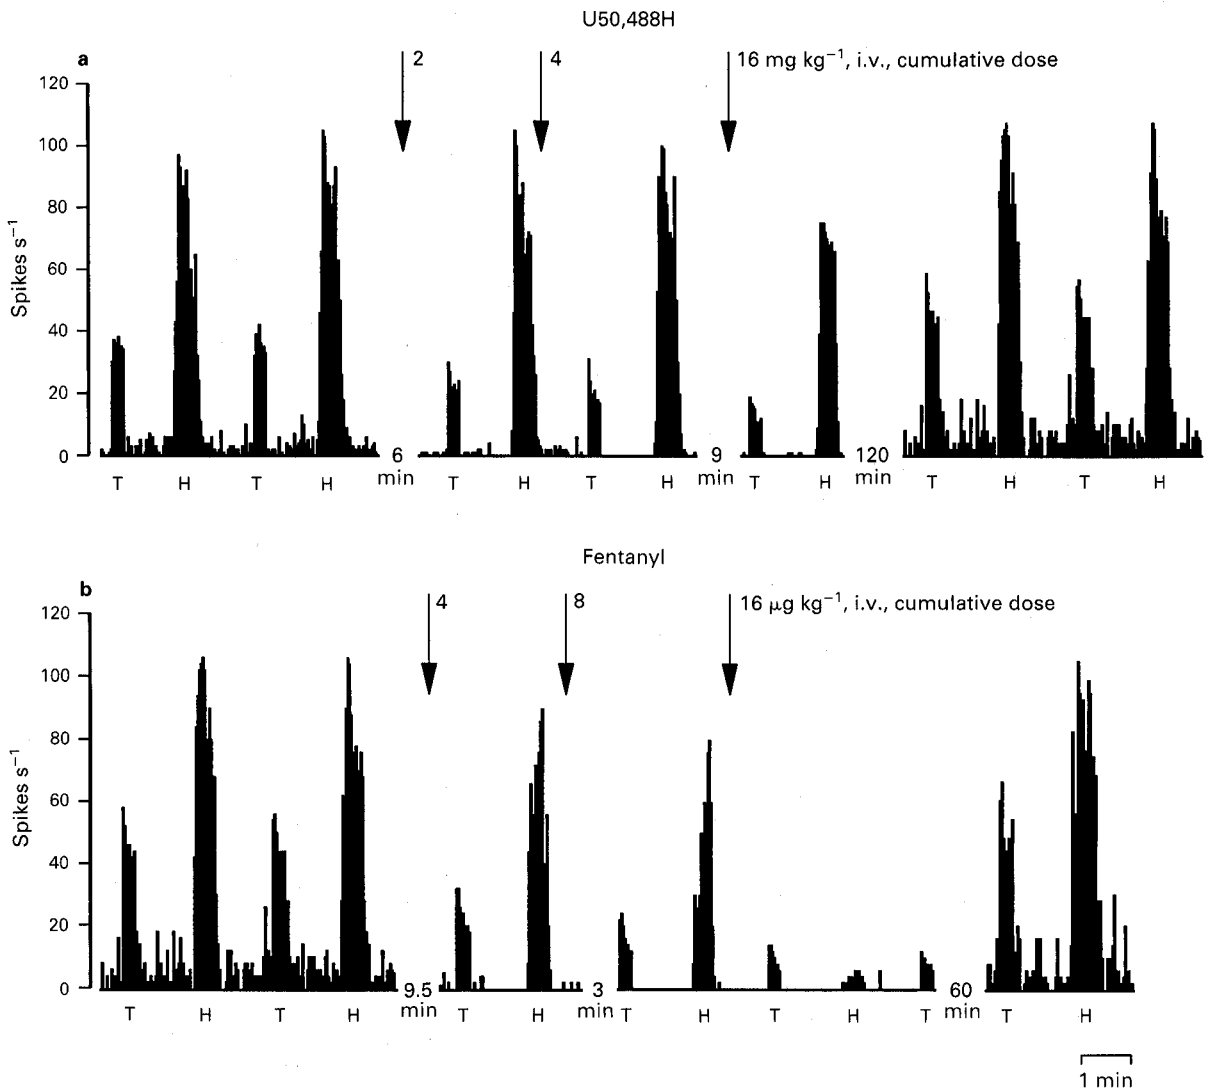 U50,488H
a
2
4
16 mg kg⁻¹, i.v., cumulative dose
120
100
80
60
40
20
0
Spikes s⁻¹
6 min
9 min
120 min
T H T H T H T H T H T H T H
Fentanyl
b
4
8
16 µg kg⁻¹, i.v., cumulative dose
120
100
80
60
40
20
0
Spikes s⁻¹
9.5 min
3 min
60 min
T H T H T H T H T H T T H
1 min